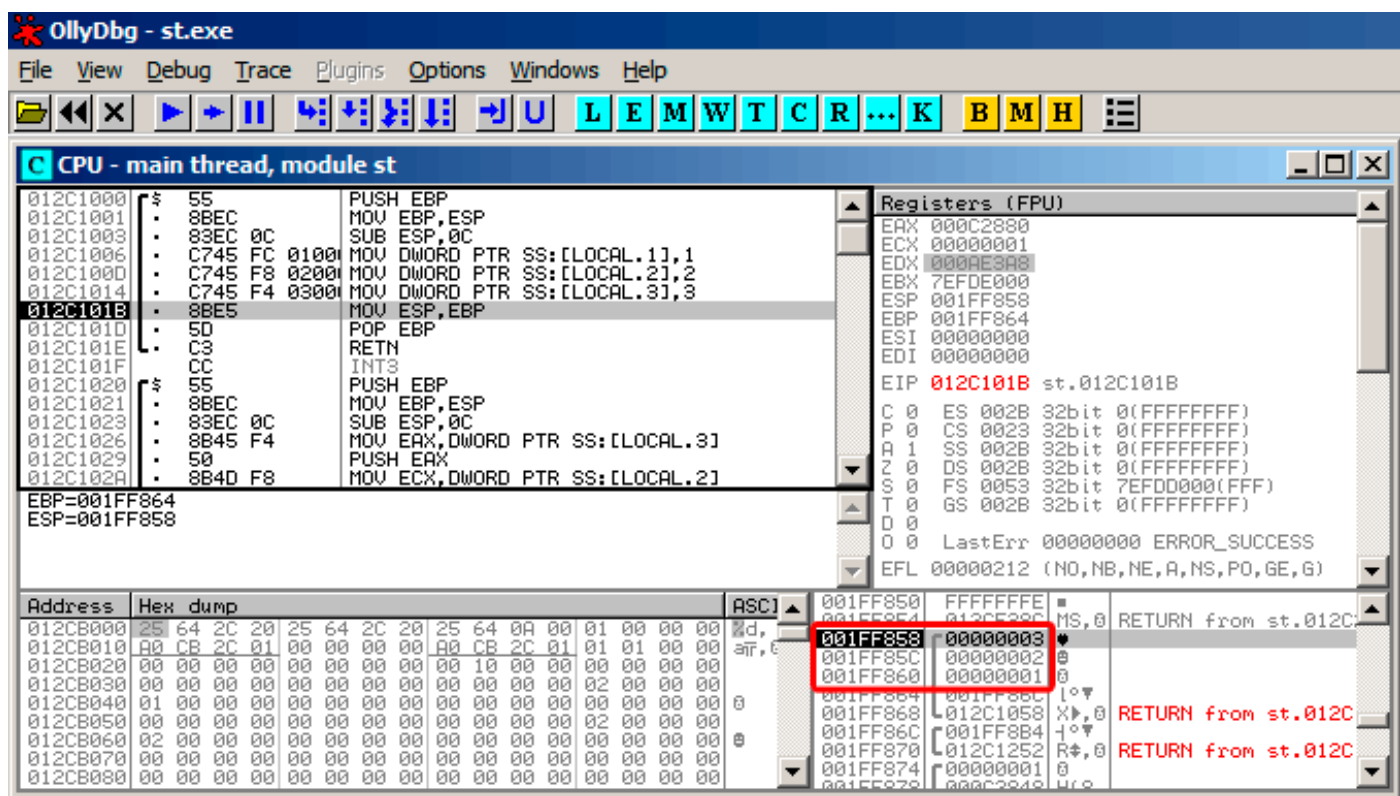 OllyDbg - st.exe
File View Debug Trace Plugins Options Windows Help
L E M W T C R ... K B M H
C CPU - main thread, module st
012C1000 $ 55 PUSH EBP
012C1001 . 8BEC MOV EBP,ESP
012C1003 . 83EC 0C SUB ESP,0C
012C1006 . C745 FC 0100 MOV DWORD PTR SS:[LOCAL.1],1
012C100D . C745 F8 0200 MOV DWORD PTR SS:[LOCAL.2],2
012C1014 . C745 F4 0300 MOV DWORD PTR SS:[LOCAL.3],3
012C101B . 8BE5 MOV ESP,EBP
012C101D . 5D POP EBP
012C101E . C3 RETN
012C101F CC INT3
012C1020 $ 55 PUSH EBP
012C1021 . 8BEC MOV EBP,ESP
012C1023 . 83EC 0C SUB ESP,0C
012C1026 . 8B45 F4 MOV EAX,DWORD PTR SS:[LOCAL.3]
012C1029 . 50 PUSH EAX
012C102A . 8B4D F8 MOV ECX,DWORD PTR SS:[LOCAL.2]
EBP=001FF864
ESP=001FF858
Registers (FPU)
EAX 000C2880
ECX 00000001
EDX 000AE3A8
EBX 7EFDE000
ESP 001FF858
EBP 001FF864
ESI 00000000
EDI 00000000
EIP 012C101B st.012C101B
C 0 ES 002B 32bit 0(FFFFFFFF)
P 0 CS 0023 32bit 0(FFFFFFFF)
A 1 SS 002B 32bit 0(FFFFFFFF)
Z 0 DS 002B 32bit 0(FFFFFFFF)
S 0 FS 0053 32bit 7EFDD000(FFF)
T 0 GS 002B 32bit 0(FFFFFFFF)
D 0
O 0 LastErr 00000000 ERROR_SUCCESS
EFL 00000212 (NO,NB,NE,A,NS,PO,GE,G)
Address Hex dump ASCI
012CB000 25 64 2C 20 25 64 2C 20 25 64 0A 00 01 00 00 00 %d,
012CB010 A0 CB 2C 01 00 00 00 00 A0 CB 2C 01 01 01 00 00
012CB020 00 00 00 00 00 00 00 00 00 10 00 00 00 00 00 00
012CB030 00 00 00 00 00 00 00 00 00 00 00 00 02 00 00 00
012CB040 01 00 00 00 00 00 00 00 00 00 00 00 00 00 00 00
012CB050 00 00 00 00 00 00 00 00 00 00 00 00 02 00 00 00
012CB060 02 00 00 00 00 00 00 00 00 00 00 00 00 00 00 00
012CB070 00 00 00 00 00 00 00 00 00 00 00 00 00 00 00 00
012CB080 00 00 00 00 00 00 00 00 00 00 00 00 00 00 00 00
001FF850 FFFFFFFE
RETURN from st.012C
001FF858 00000003 ♥
001FF85C 00000002
001FF860 00000001
001FF864 001FF86C
001FF868 012C1058 RETURN from st.012C
001FF86C 001FF8B4
001FF870 012C1252 RETURN from st.012C
001FF874 00000001